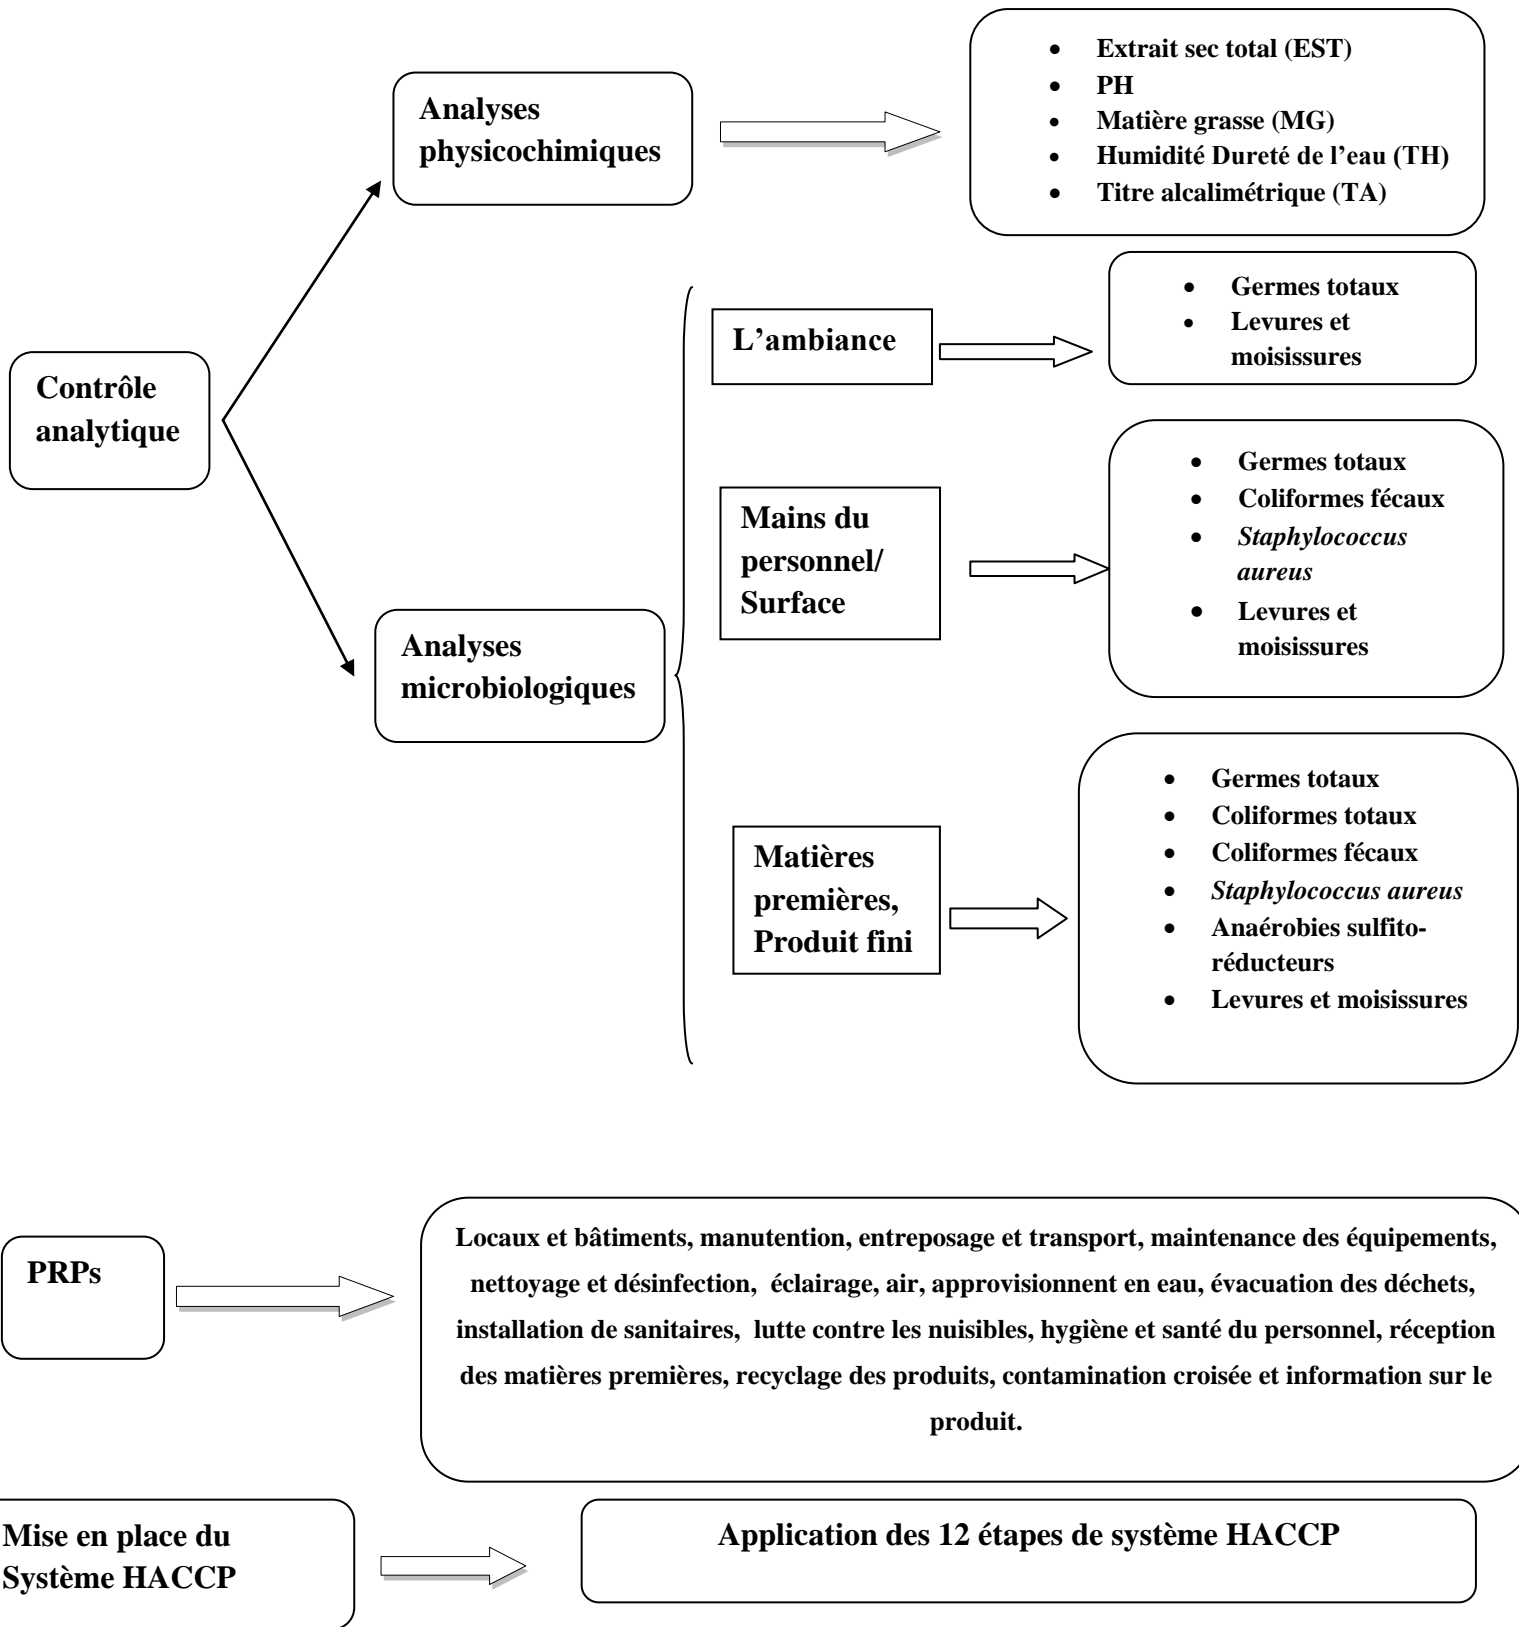 Contrôle
analytique
Analyses
physicochimiques
• Extrait sec total (EST)
• PH
• Matière grasse (MG)
• Humidité Dureté de l’eau (TH)
• Titre alcalimétrique (TA)
Analyses
microbiologiques
L’ambiance
• Germes totaux
• Levures et
moisissures
Mains du
personnel/
Surface
• Germes totaux
• Coliformes fécaux
• Staphylococcus
aureus
• Levures et
moisissures
Matières
premières,
Produit fini
• Germes totaux
• Coliformes totaux
• Coliformes fécaux
• Staphylococcus aureus
• Anaérobies sulfito-
réducteurs
• Levures et moisissures
PRPs
Locaux et bâtiments, manutention, entreposage et transport, maintenance des équipements,
nettoyage et désinfection, éclairage, air, approvisionnent en eau, évacuation des déchets,
installation de sanitaires, lutte contre les nuisibles, hygiène et santé du personnel, réception
des matières premières, recyclage des produits, contamination croisée et information sur le
produit.
Mise en place du
Système HACCP
Application des 12 étapes de système HACCP